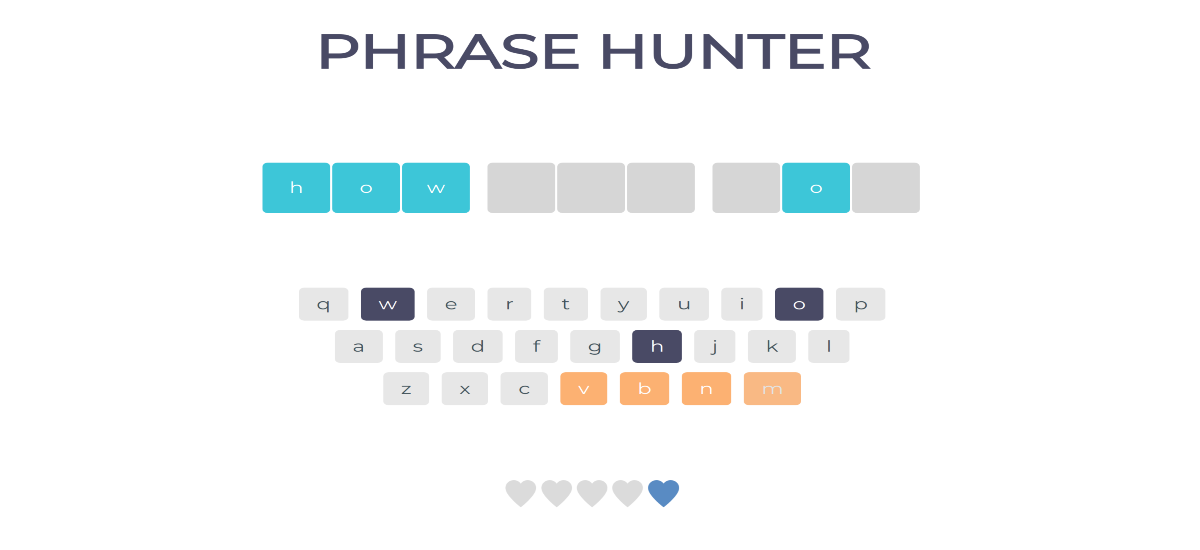 PHRASE HUNTER
h o w o
q w e r t y u i o p
a s d f g h j k l
z x c v b n m